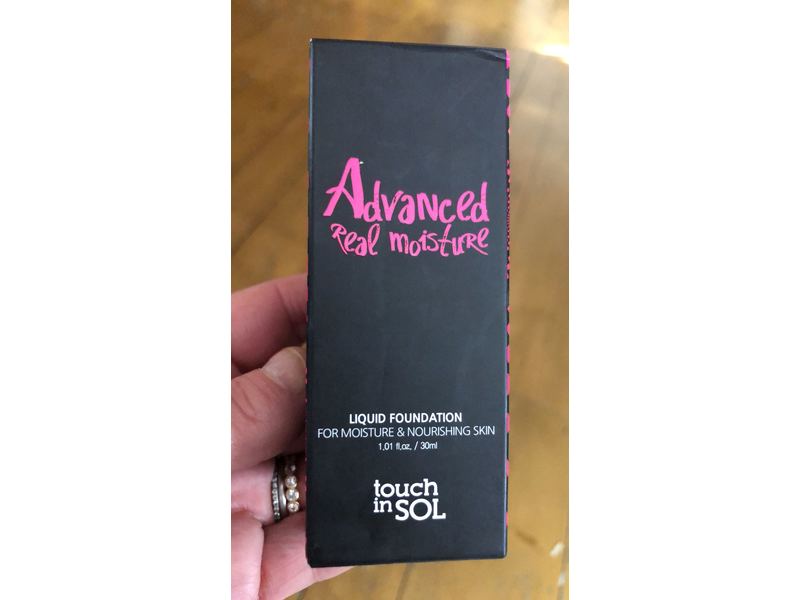 Advanced
Real moisture
LIQUID FOUNDATION
FOR MOISTURE & NOURISHING SKIN
1,01 fl,oz, / 30ml
touch
in SOL